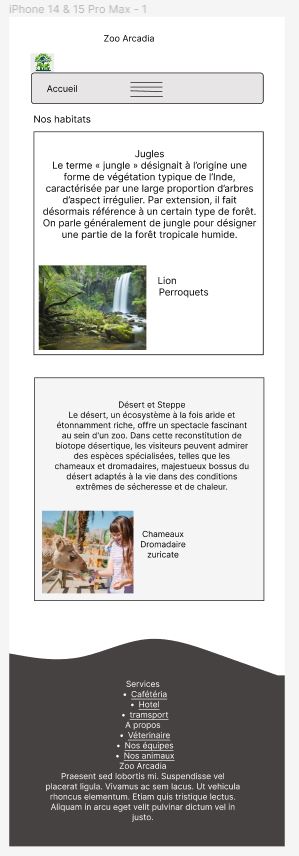 iPhone 14 & 15 Pro Max - 1
Zoo Arcadia
Accueil
Nos habitats
Jugles
Le terme « jungle » désignait à l'origine une
forme de végétation typique de l'Inde,
caractérisée par une large proportion d'arbres
d'aspect irrégulier. Par extension, il fait
désormais référence à un certain type de forêt.
On parle généralement de jungle pour désigner
une partie de la forêt tropicale humide.
Lion
Perroquets
Désert et Steppe
Le désert, un écosystème à la fois aride et
étonnamment riche, offre un spectacle fascinant
au sein d'un zoo. Dans cette reconstitution de
biotope désertique, les visiteurs peuvent admirer
des espèces spécialisées, telles que les
chameaux et dromadaires, majestueux bossus du
désert adaptés à la vie dans des conditions
extrêmes de sécheresse et de chaleur.
Chameaux
Dromadaire
zuricate
Services
• Cafétéria
• Hotel
• tramsport
A propos
• Véterinaire
• Nos équipes
• Nos animaux
Zoo Arcadia
Praesent sed lobortis mi. Suspendisse vel
placerat ligula. Vivamus ac sem lacus. Ut vehicula
rhoncus elementum. Etiam quis tristique lectus.
Aliquam in arcu eget velit pulvinar dictum vel in
justo.